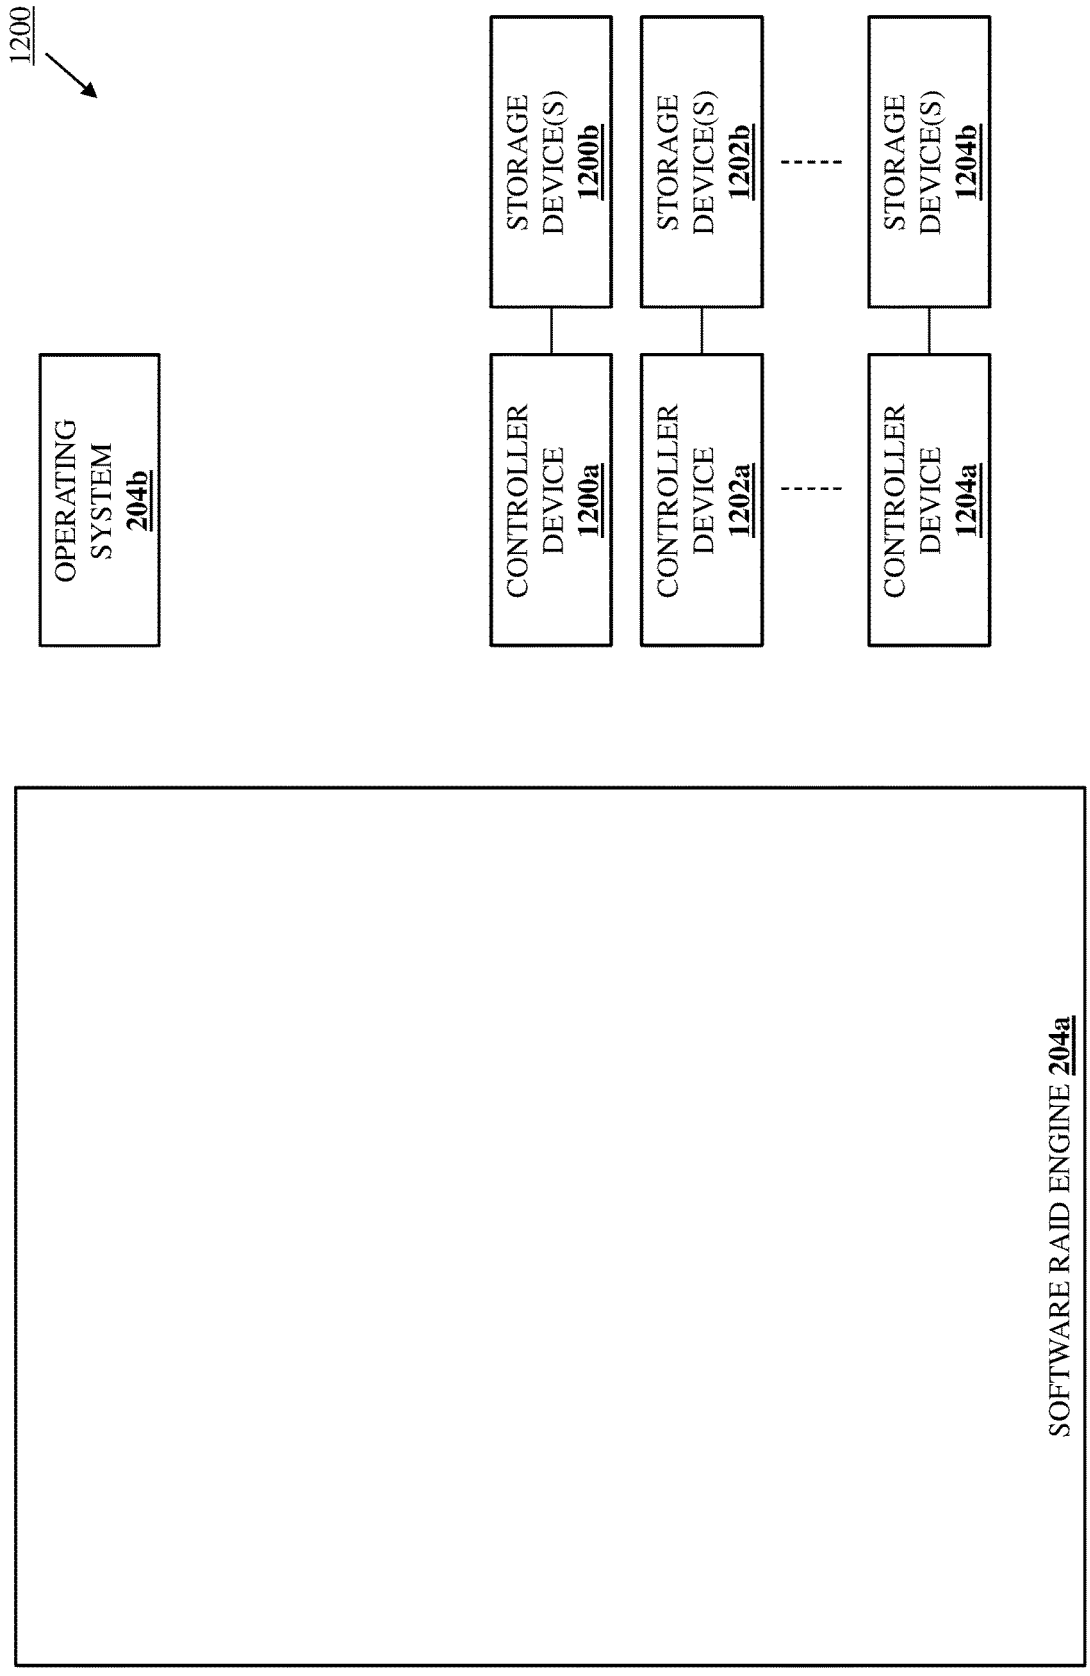 1200
OPERATING
SYSTEM
204b
CONTROLLER
DEVICE
1200a
STORAGE
DEVICE(S)
1200b
CONTROLLER
DEVICE
1202a
STORAGE
DEVICE(S)
1202b
CONTROLLER
DEVICE
1204a
STORAGE
DEVICE(S)
1204b
SOFTWARE RAID ENGINE 204a